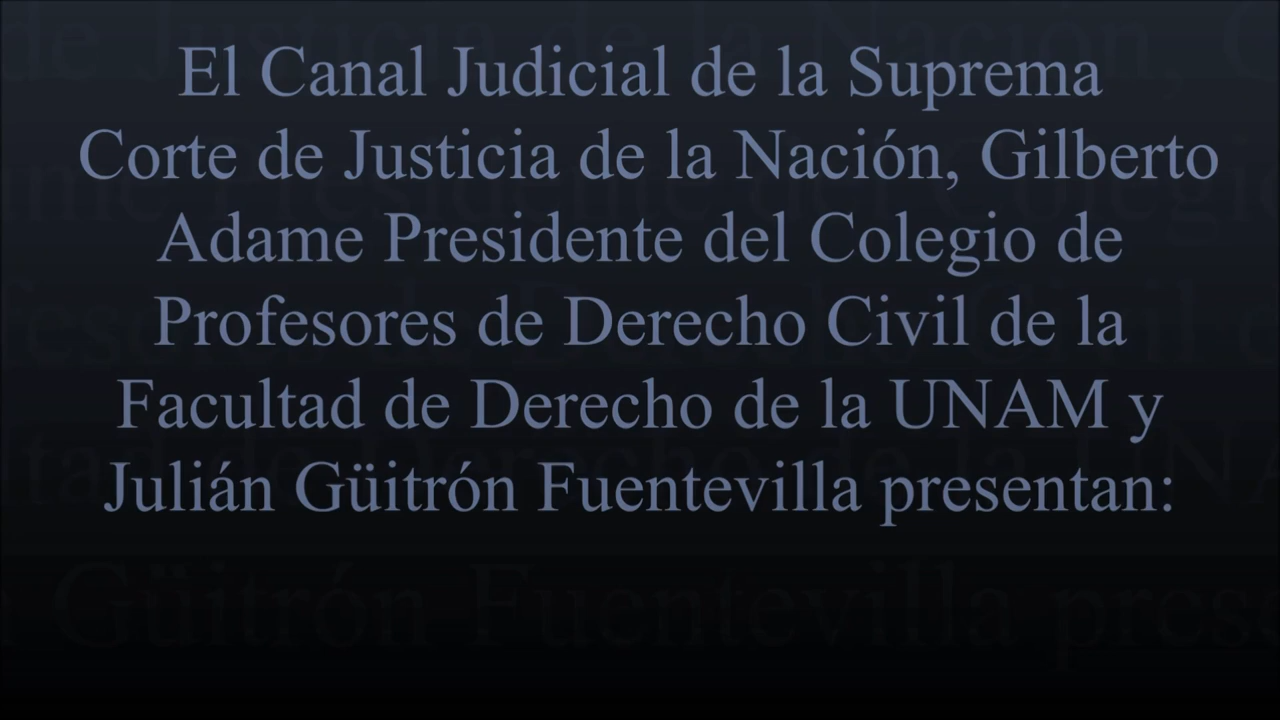 El Canal Judicial de la Suprema
Corte de Justicia de la Nación, Gilberto
Adame Presidente del Colegio de
Profesores de Derecho Civil de la
Facultad de Derecho de la UNAM y
Julián Güitrón Fuentevilla presentan: